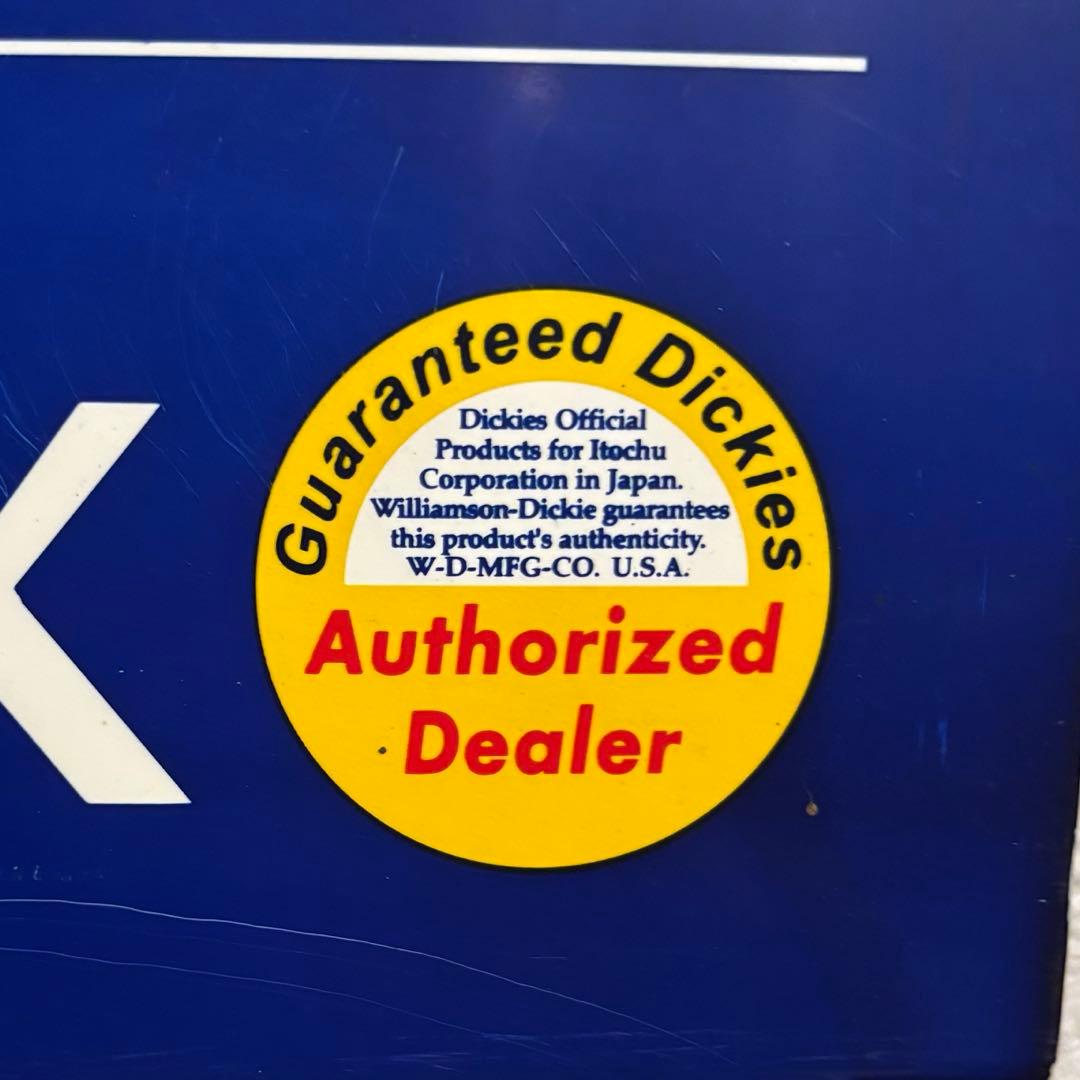 K
Guaranteed Dickies
Dickies Official
Products for Itochu
Corporation in Japan.
Williamson-Dickie guarantees
this product's authenticity.
W-D-MFG-CO. U.S.A.
Authorized
Dealer